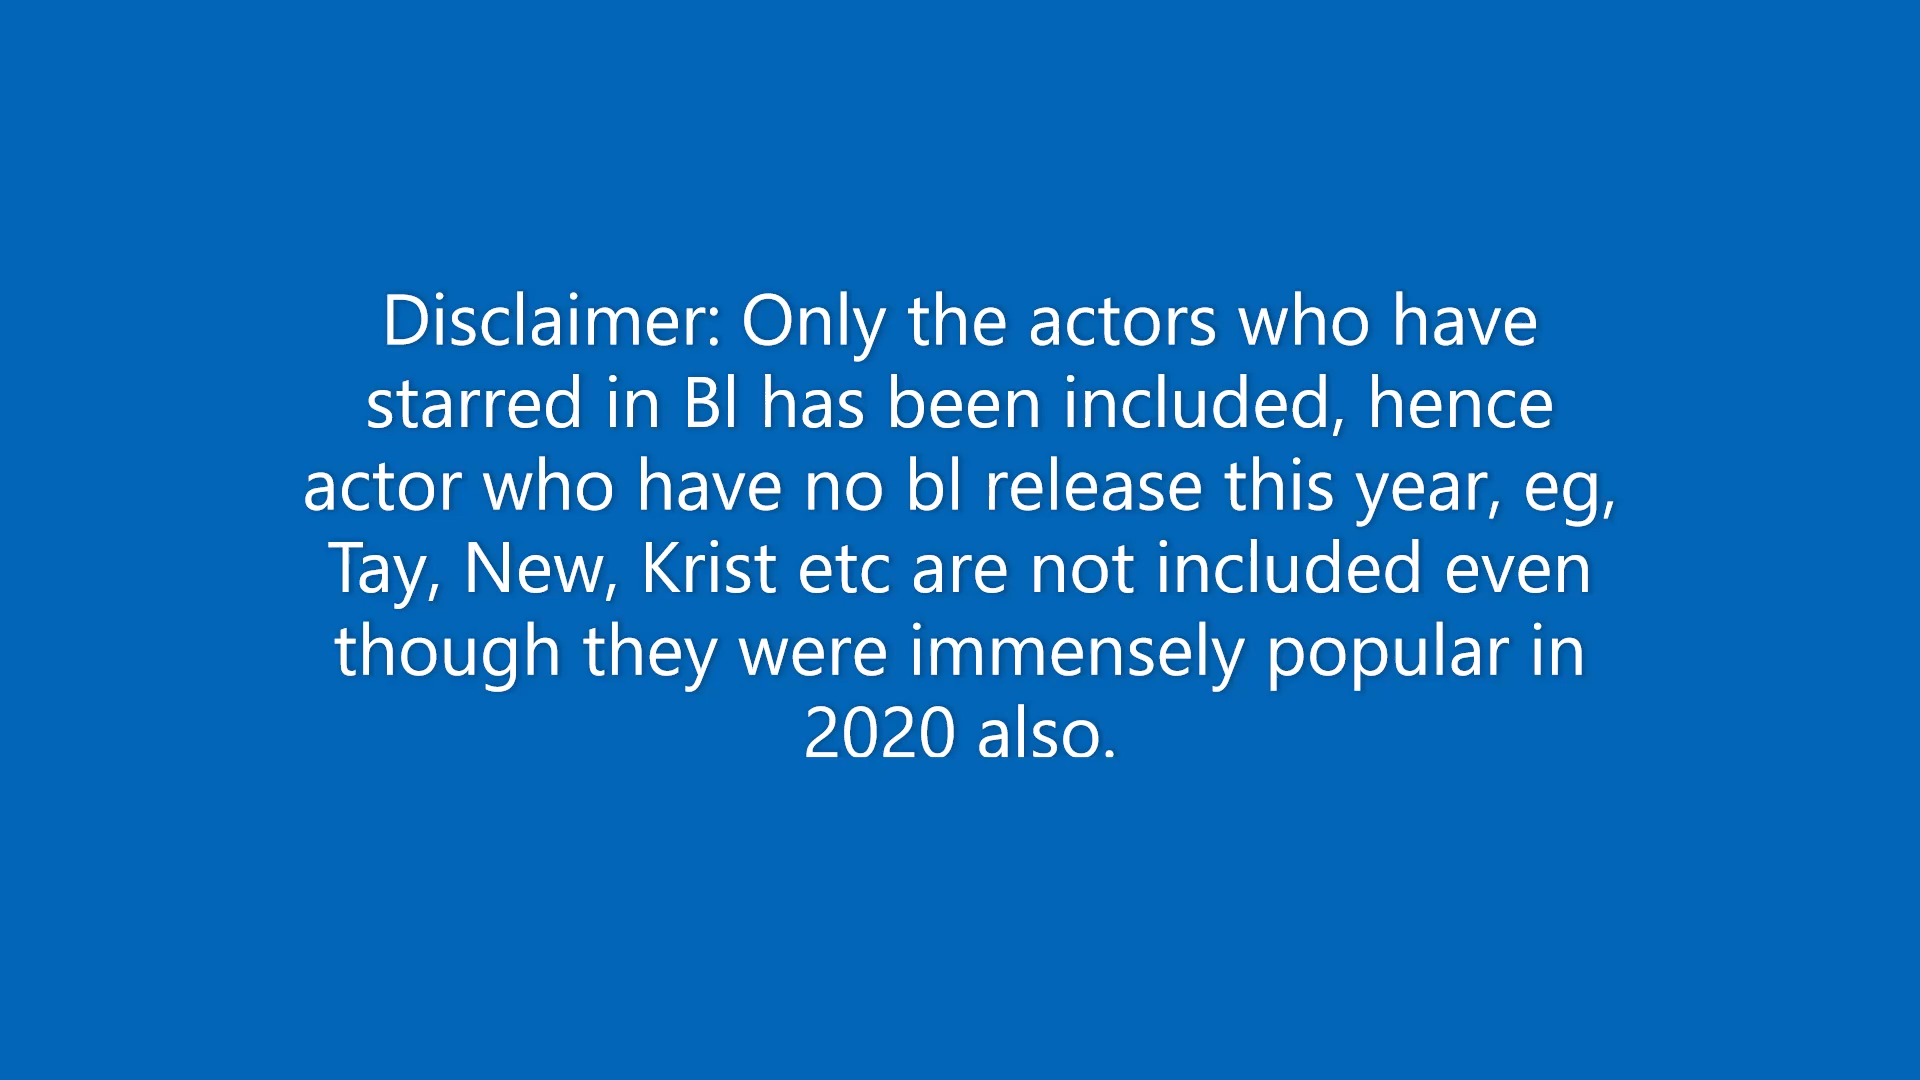 Disclaimer: Only the actors who have
starred in Bl has been included, hence
actor who have no bl release this year, eg,
Tay, New, Krist etc are not included even
though they were immensely popular in
2020 also.